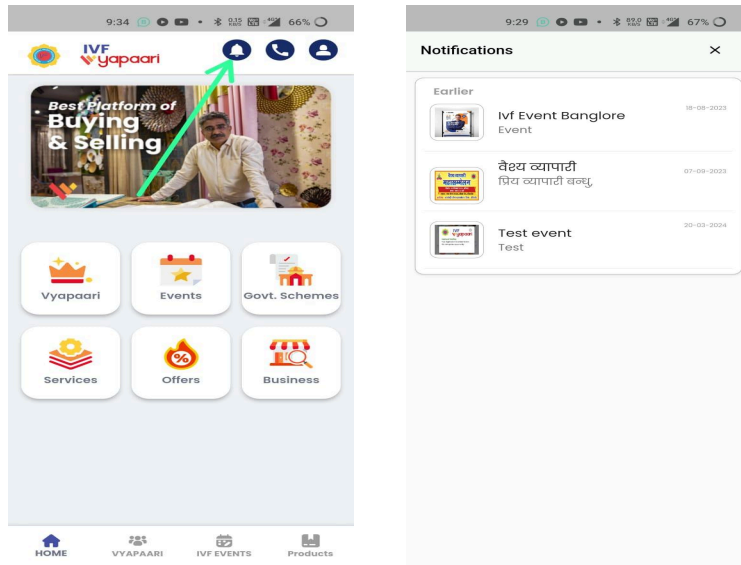 9:34
66%
IVF
Vyapaari
Best Platform of
Buying
& Selling
Vyapaari
Events
Govt. Schemes
Services
Offers
Business
HOME
VYAPAARI
IVF EVENTS
Products
9:29
67%
Notifications
Earlier
Ivf Event Banglore
18-08-2023
Event
वैश्य व्यापारी
07-09-2023
प्रिय व्यापारी बन्धु,
Test event
20-03-2024
Test